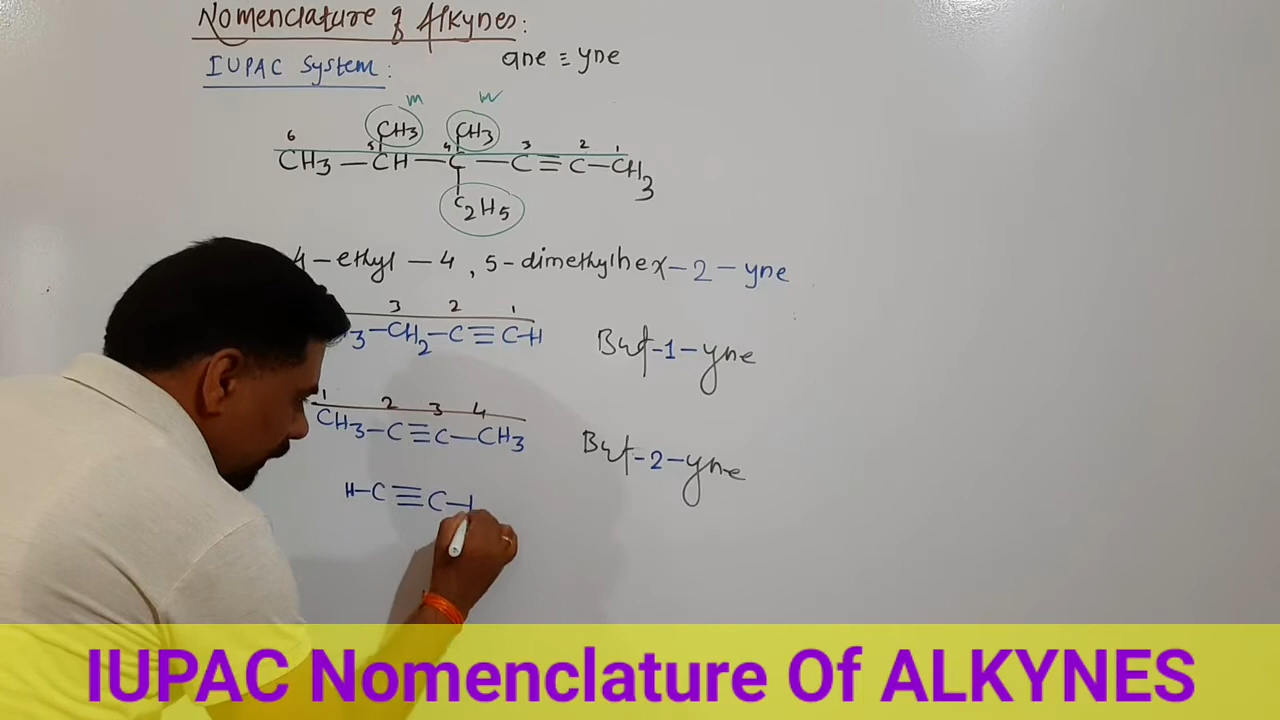 Nomenclature of Alkynes:
IUPAC System:
ane ≡ yne
m w
CH3 CH3
6 5 4 3 2 1
CH3 — CH — C — C ≡ C — CH3
C2H5
4-ethyl-4,5-dimethylhex-2-yne
3 2 1
3-CH2-C≡C-H But-1-yne
1 2 3 4
CH3-C≡C-CH3 But-2-yne
H-C≡C-
IUPAC Nomenclature Of ALKYNES